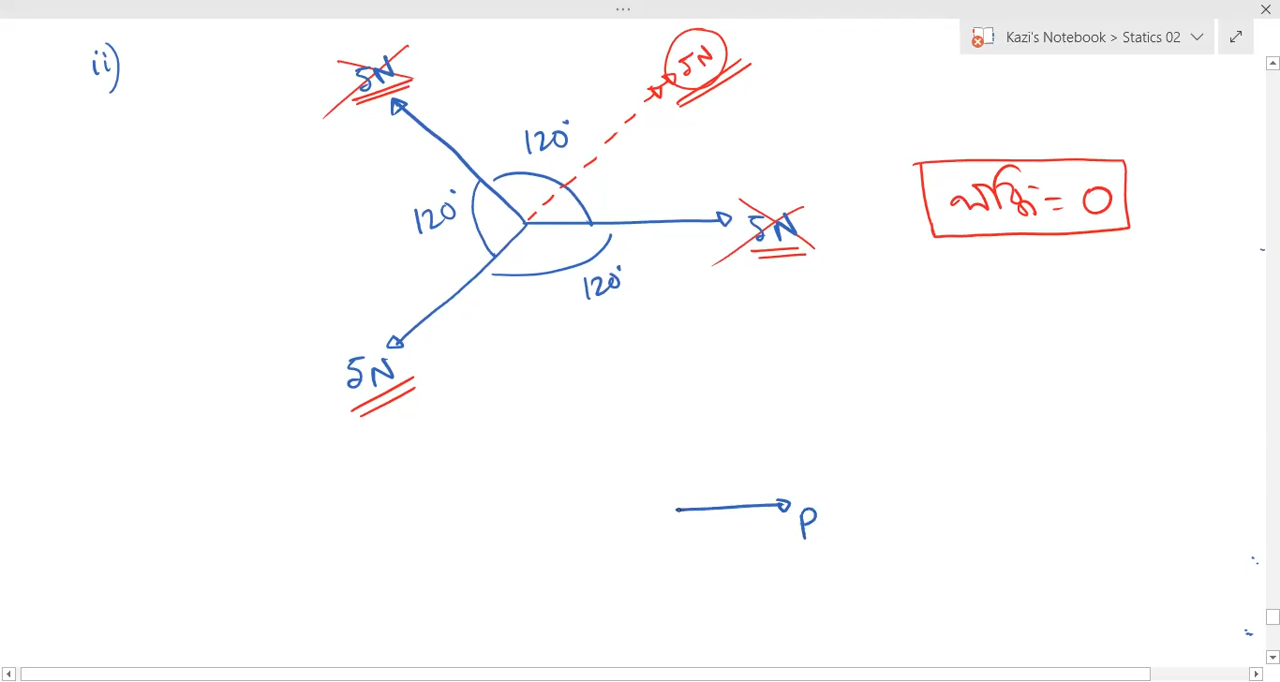 ...
Kazi's Notebook > Statics 02
ii)
5N
5N
120°
120°
5N
120°
5N
লব্ধি = 0
P